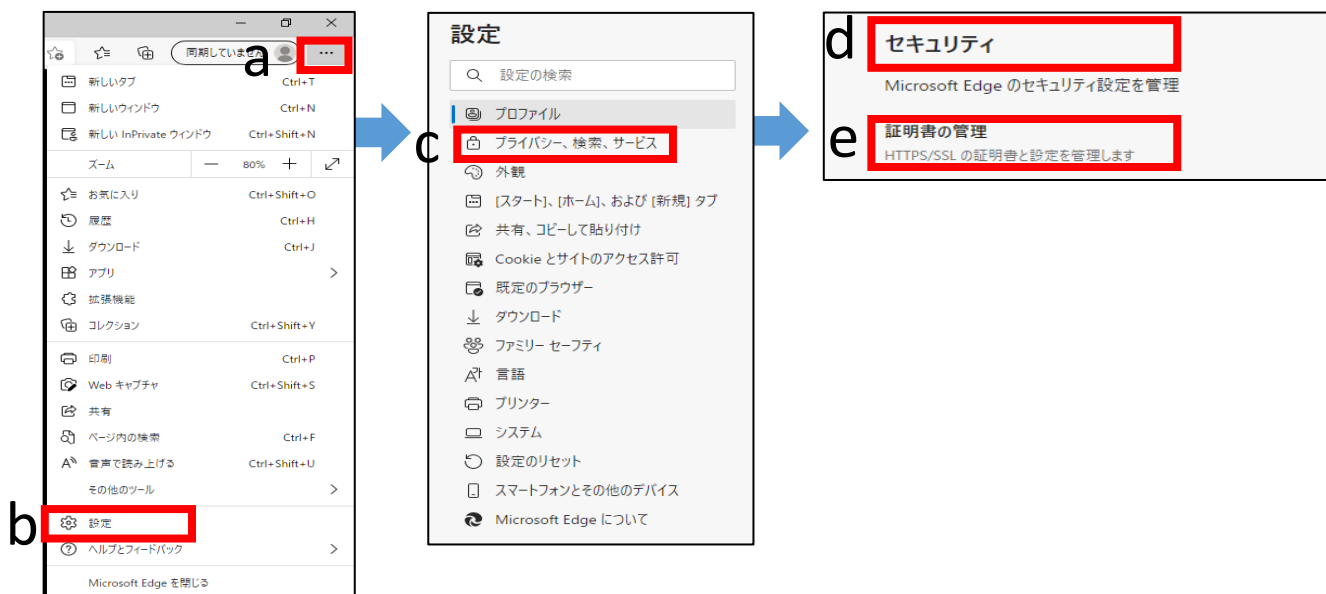 同期していません
a
…
新しいタブ Ctrl+T
新しいウィンドウ Ctrl+N
新しい InPrivate ウィンドウ Ctrl+Shift+N
ズーム — 80% +
お気に入り Ctrl+Shift+O
履歴 Ctrl+H
ダウンロード Ctrl+J
アプリ
拡張機能
コレクション Ctrl+Shift+Y
印刷 Ctrl+P
Web キャプチャ Ctrl+Shift+S
共有
ページ内の検索 Ctrl+F
音声で読み上げる Ctrl+Shift+U
その他のツール
b
設定
ヘルプとフィードバック
Microsoft Edge を閉じる
設定
設定の検索
プロファイル
c
プライバシー、検索、サービス
外観
[スタート]、[ホーム]、および [新規] タブ
共有、コピーして貼り付け
Cookie とサイトのアクセス許可
既定のブラウザー
ダウンロード
ファミリー セーフティ
言語
プリンター
システム
設定のリセット
スマートフォンとその他のデバイス
Microsoft Edge について
d
セキュリティ
Microsoft Edge のセキュリティ設定を管理
e
証明書の管理
HTTPS/SSL の証明書と設定を管理します